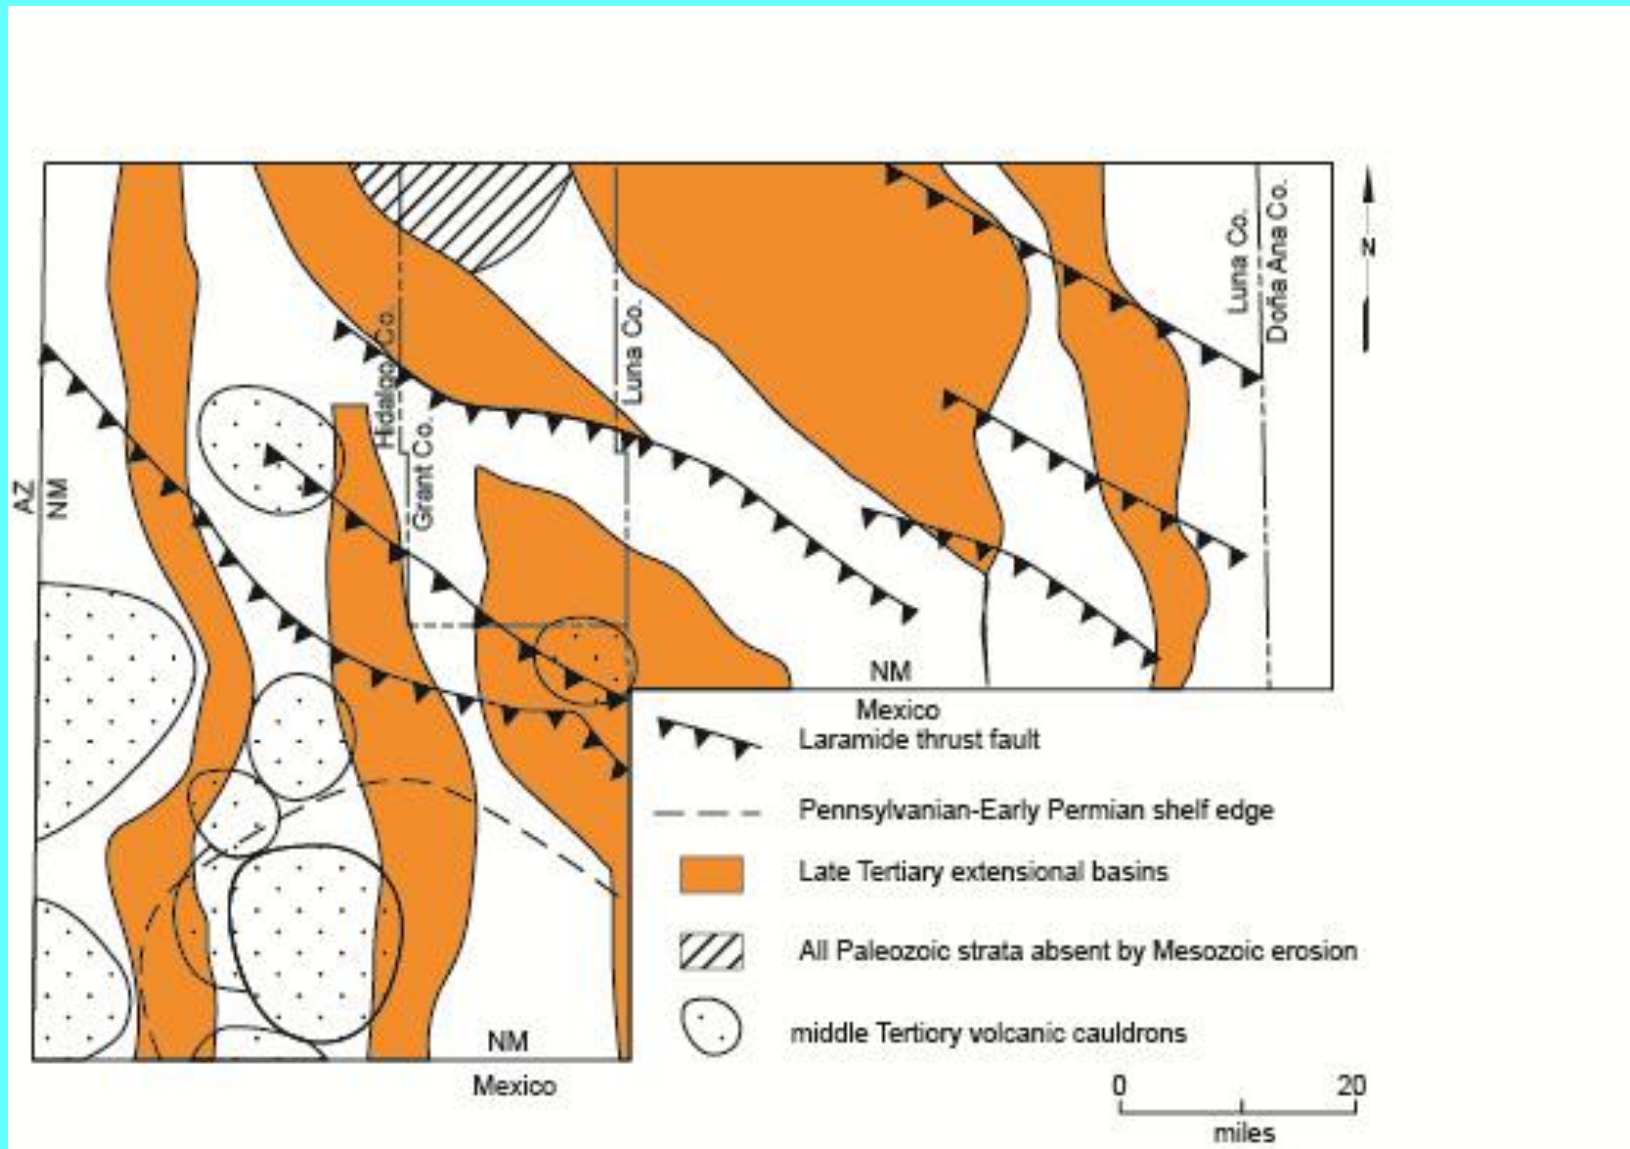 Luna Co.
Doña Ana Co.
N
Hidalgo Co.
Grant Co.
Luna Co.
AZ
NM
NM
Mexico
Laramide thrust fault
Pennsylvanian-Early Permian shelf edge
Late Tertiary extensional basins
All Paleozoic strata absent by Mesozoic erosion
middle Tertiory volcanic cauldrons
NM
Mexico
0 20
miles